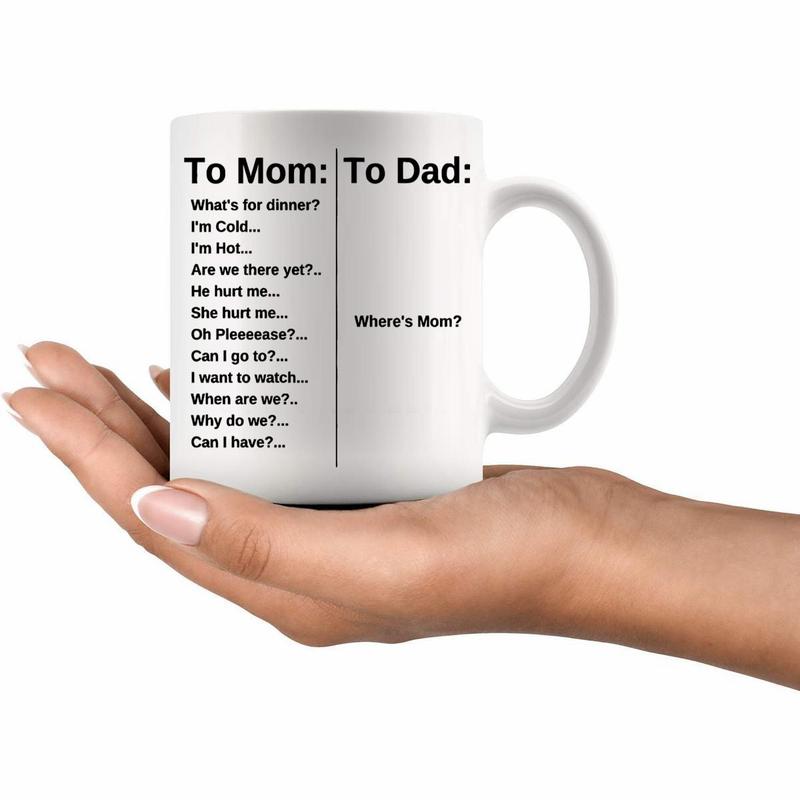 To Mom:
What's for dinner?
I'm Cold...
I'm Hot...
Are we there yet?..
He hurt me...
She hurt me...
Oh Pleeeease?...
Can I go to?...
I want to watch...
When are we?..
Why do we?...
Can I have?...
To Dad:
Where's Mom?